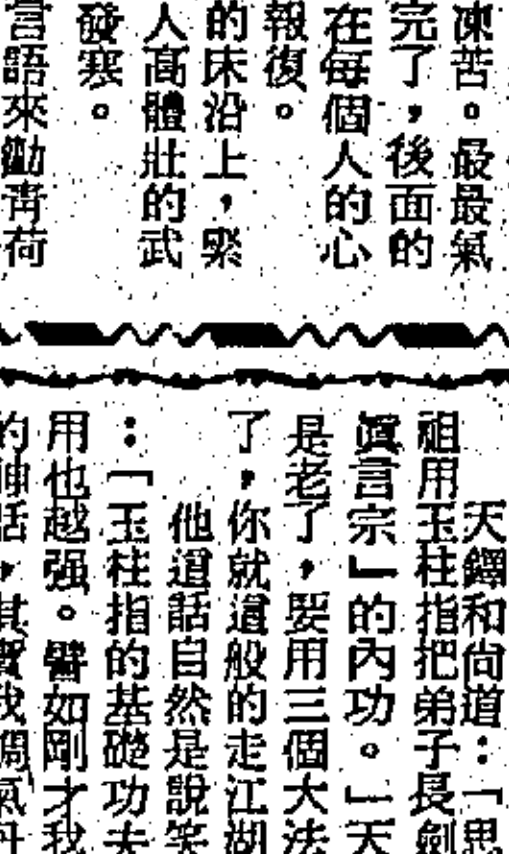 凍苦。最最氣
完了，後面的
在每個人的心
報復。
的床沿上，
人高體壯的武
發寒。
言語來勸青荷
天鐸和尙道：「思
祖用玉柱指把弟子長劍
眞言宗」的內功。」天
是老了，要用三個大法
了，你就這般的走江湖
他這話自然是說笑
：「玉柱指的基礎功夫
用也越强。譬如剛才我
的神話，其實我調氣丹